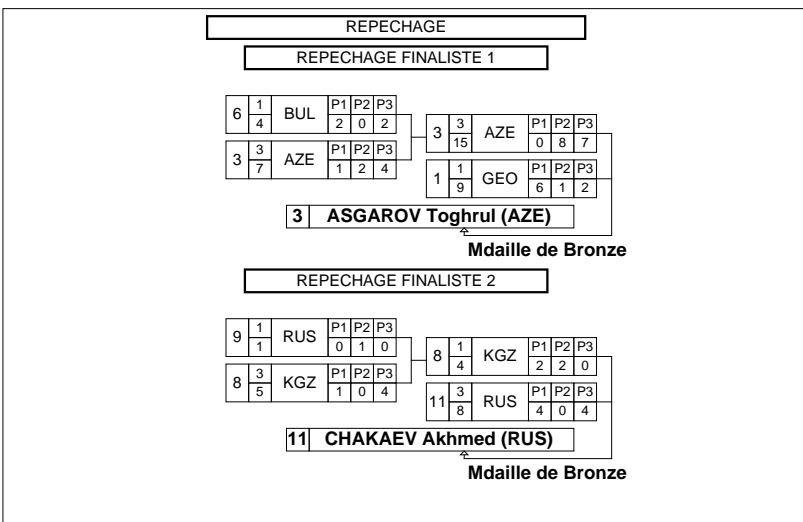 REPECHAGE
REPECHAGE FINALISTE 1
6 1 4 BUL P1 P2 P3 2 0 2
3 3 7 AZE P1 P2 P3 1 2 4
3 3 15 AZE P1 P2 P3 0 8 7
1 1 9 GEO P1 P2 P3 6 1 2
3 ASGAROV Toghrul (AZE)
Mdaille de Bronze
REPECHAGE FINALISTE 2
9 1 1 RUS P1 P2 P3 0 1 0
8 3 5 KGZ P1 P2 P3 1 0 4
8 1 4 KGZ P1 P2 P3 2 2 0
11 3 8 RUS P1 P2 P3 4 0 4
11 CHAKAEV Akhmed (RUS)
Mdaille de Bronze